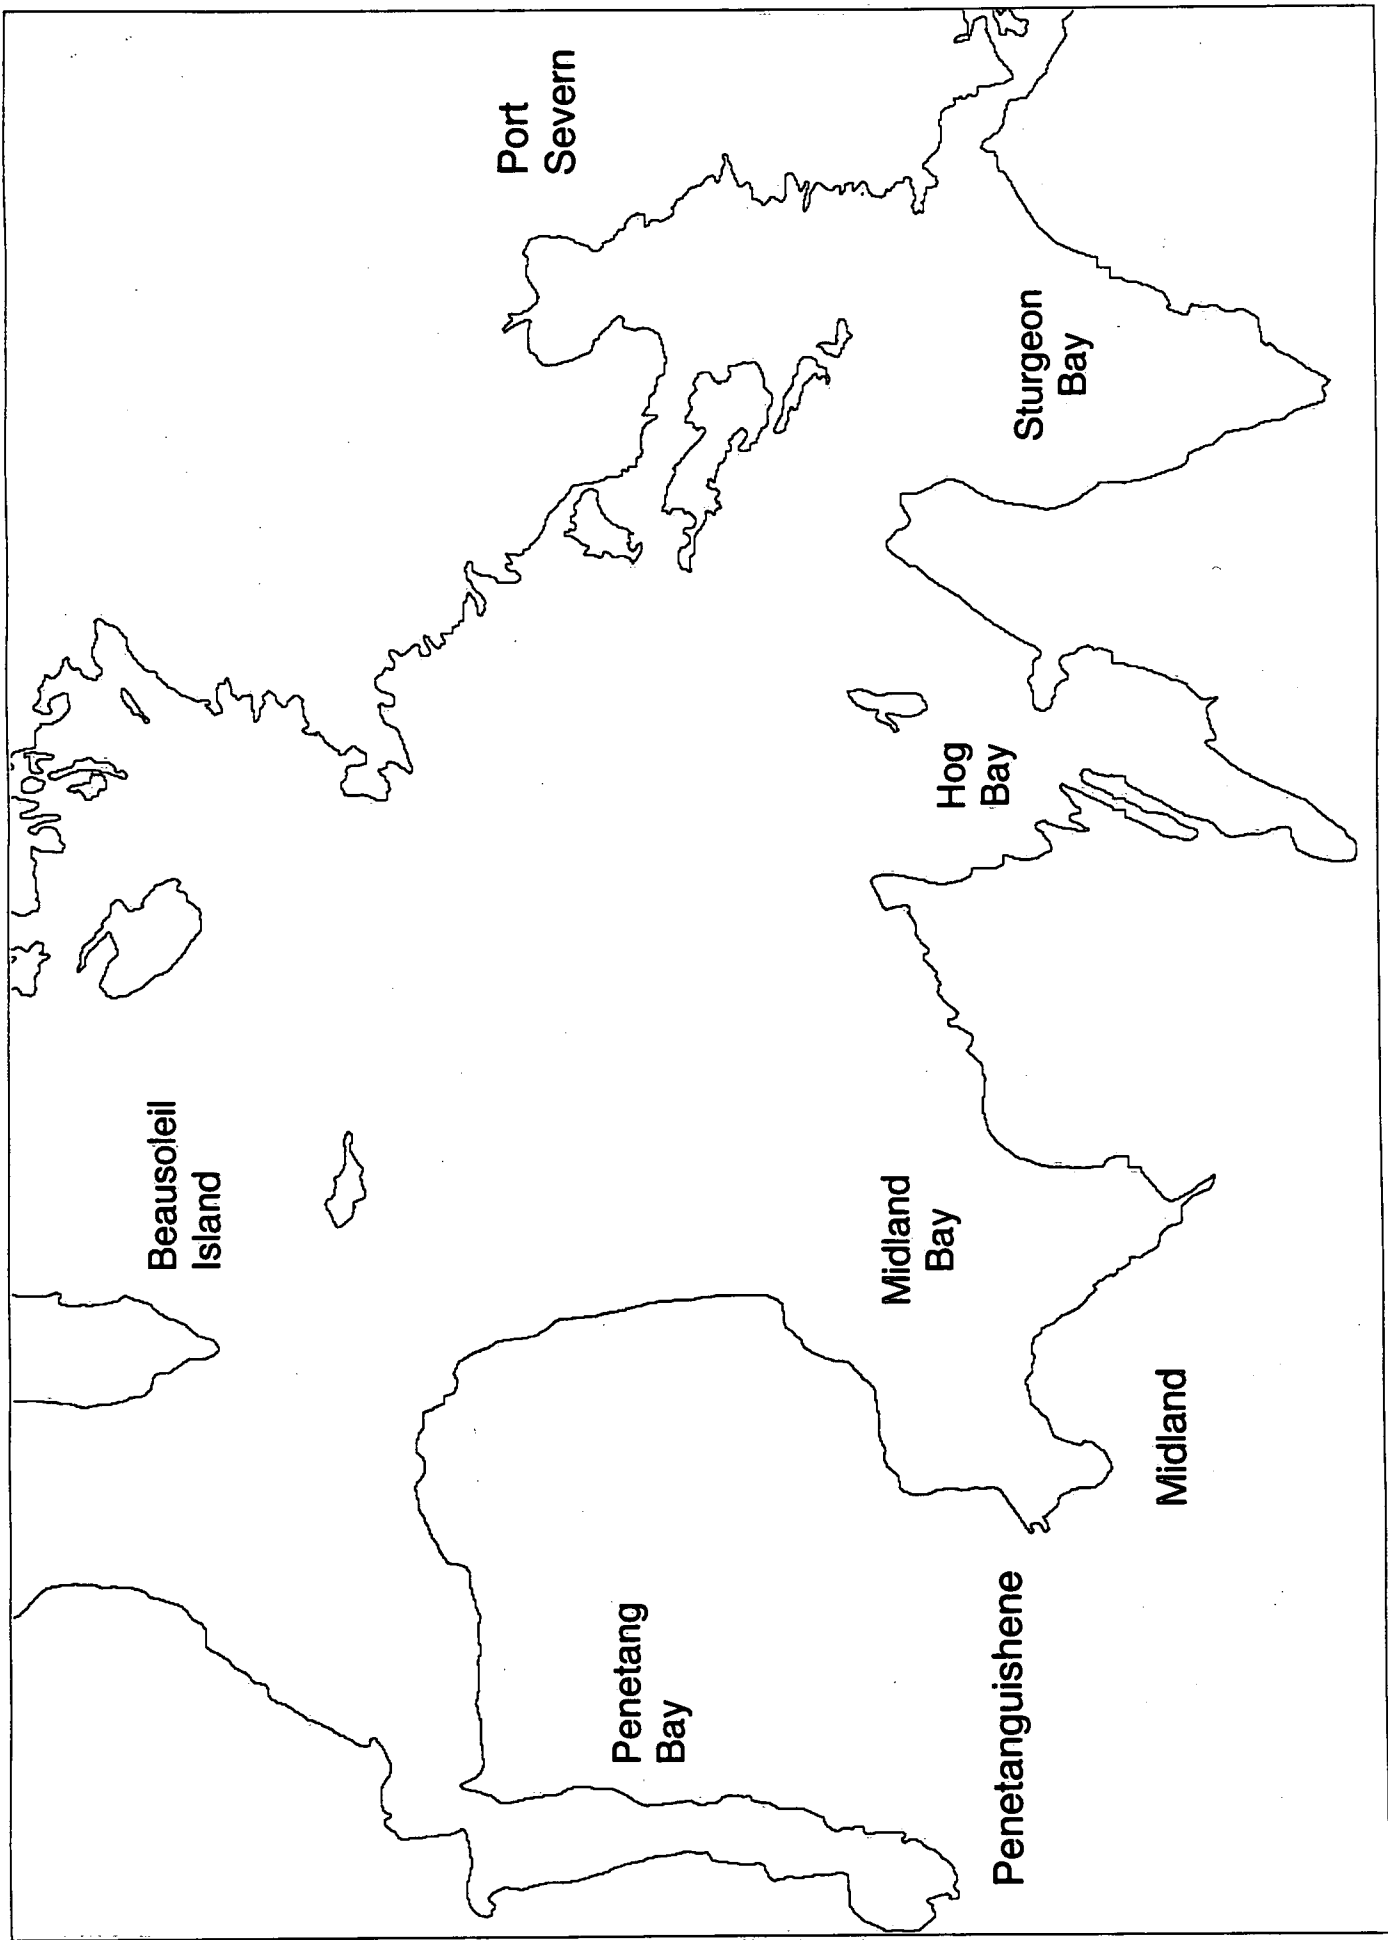 Beausoleil
Island
Port
Severn
Penetang
Bay
Midland
Bay
Hog
Bay
Sturgeon
Bay
Penetanguishene
Midland